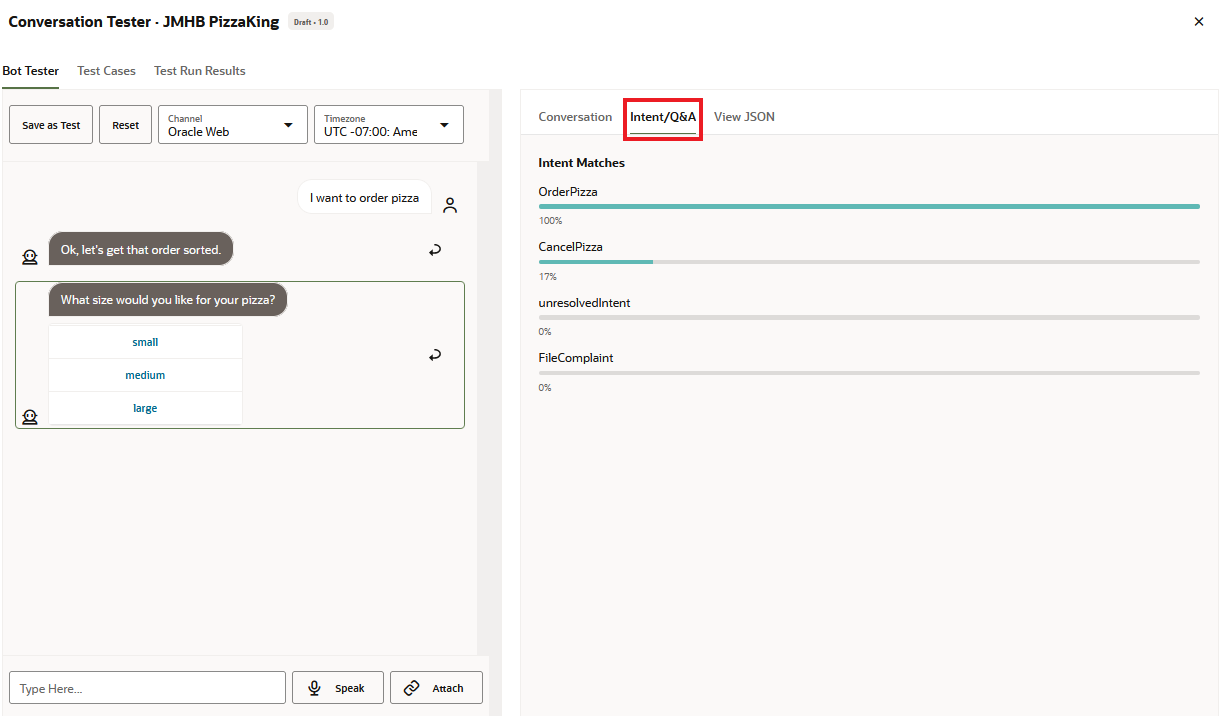 Conversation Tester · JMHB PizzaKing Draft • 1.0
Bot Tester Test Cases Test Run Results
Save as Test Reset Channel Oracle Web Timezone UTC -07:00: Ame
I want to order pizza
Ok, let's get that order sorted.
What size would you like for your pizza?
small
medium
large
Type Here... Speak Attach
Conversation Intent/Q&A View JSON
Intent Matches
OrderPizza
100%
CancelPizza
17%
unresolvedIntent
0%
FileComplaint
0%